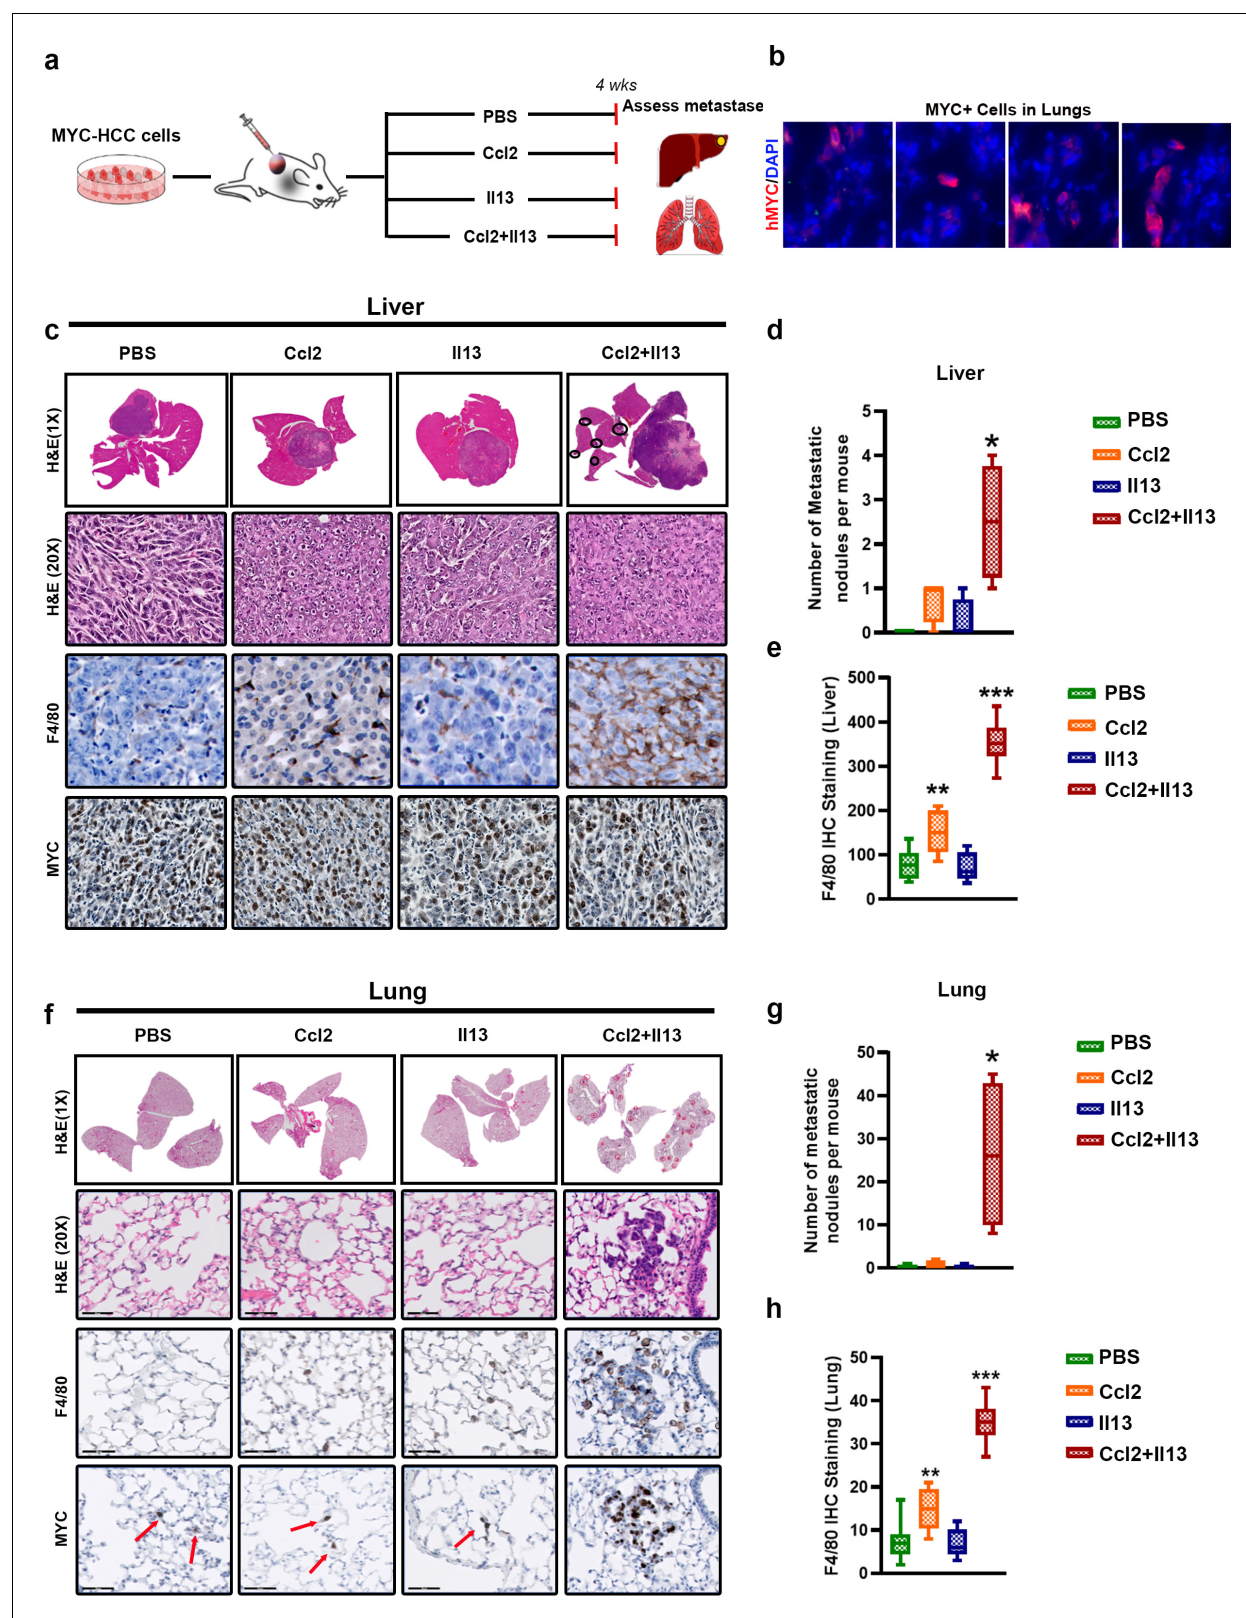 a
MYC-HCC cells
PBS
Ccl2
Il13
Ccl2+Il13
4 wks
Assess metastase
b
MYC+ Cells in Lungs
hMYC/DAPI
c
Liver
PBS
Ccl2
Il13
Ccl2+Il13
H&E(1X)
H&E (20X)
F4/80
MYC
d
Liver
Number of Metastatic
nodules per mouse
5
4
3
2
1
0
*
PBS
Ccl2
Il13
Ccl2+Il13
e
F4/80 IHC Staining (Liver)
500
400
300
200
100
0
**
***
PBS
Ccl2
Il13
Ccl2+Il13
f
Lung
PBS
Ccl2
Il13
Ccl2+Il13
H&E(1X)
H&E (20X)
F4/80
MYC
g
Lung
Number of metastatic
nodules per mouse
50
40
30
20
10
0
*
PBS
Ccl2
Il13
Ccl2+Il13
h
F4/80 IHC Staining (Lung)
50
40
30
20
10
0
**
***
PBS
Ccl2
Il13
Ccl2+Il13